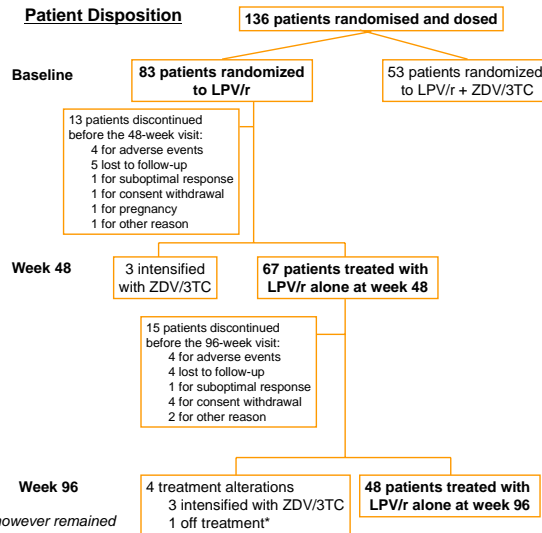 Patient Disposition
136 patients randomised and dosed
Baseline
83 patients randomized
to LPV/r
53 patients randomized
to LPV/r + ZDV/3TC
13 patients discontinued
before the 48-week visit:
4 for adverse events
5 lost to follow-up
1 for suboptimal response
1 for consent withdrawal
1 for pregnancy
1 for other reason
Week 48
3 intensified
with ZDV/3TC
67 patients treated with
LPV/r alone at week 48
15 patients discontinued
before the 96-week visit:
4 for adverse events
4 lost to follow-up
1 for suboptimal response
4 for consent withdrawal
2 for other reason
Week 96
4 treatment alterations
3 intensified with ZDV/3TC
1 off treatment*
48 patients treated with
LPV/r alone at week 96
however remained